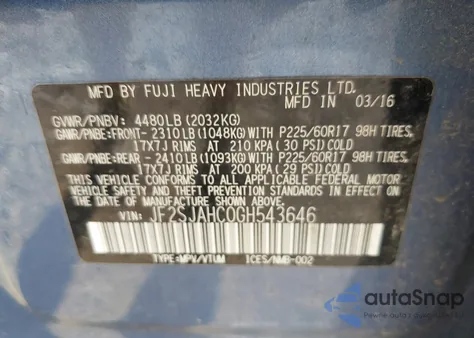 MFD BY FUJI HEAVY INDUSTRIES LTD.
MFD.IN 03/16
GVWR/PNBV: 4480LB (2032KG)
GAWR/PNBE:FRONT- 2310LB (1048KG) WITH P225/60R17 98H TIRES,
17X7J RIMS AT 210 KPA (30 PSI) COLD
GAWR/PNBE:REAR - 2410LB (1093KG) WITH P225/60R17 98H TIRES,
17X7J RIMS AT 200 KPA (29 PSI) COLD
THIS VEHICLE CONFORMS TO ALL APPLICABLE FEDERAL MOTOR
VEHICLE SAFETY AND BUMPER STANDARDS IN EFFECT ON THE
DATE OF MANUFACTURE SHOWN ABOVE.
VIN: JF2SJAHC0GH543646
TYPE:MPV/VTUM ICES/NMB-002
autoSnap
www.autosnap.com